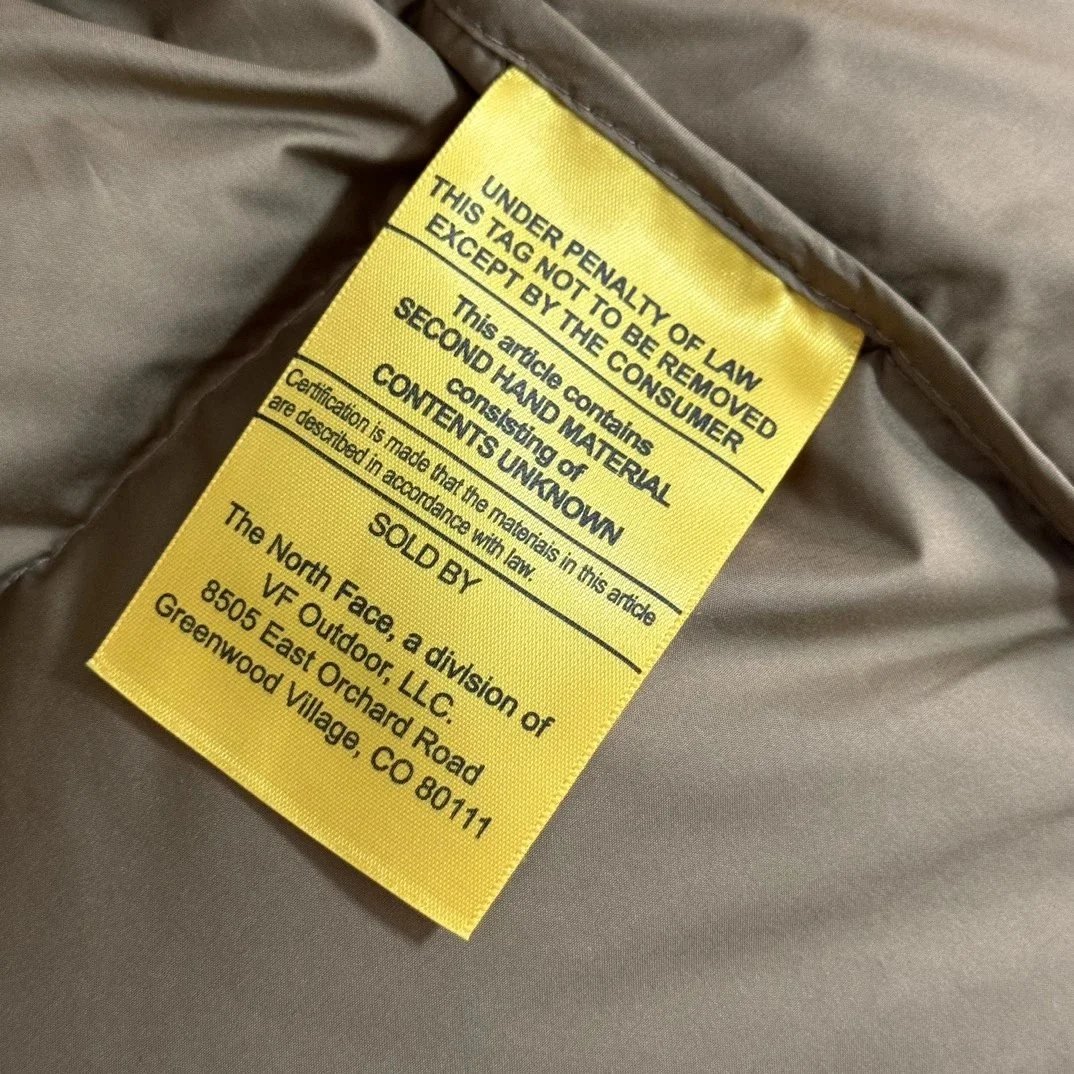 UNDER PENALTY OF LAW
THIS TAG NOT TO BE REMOVED
EXCEPT BY THE CONSUMER
This article contains
SECOND HAND MATERIAL
consisting of
CONTENTS UNKNOWN
Certification is made that the materiais in this article
are described in accordance with law.
SOLD BY
The North Face, a division of
VF Outdoor, LLC.
8505 East Orchard Road
Greenwood Village, CO 80111